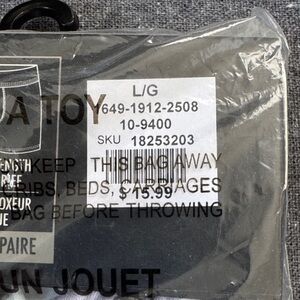 A TOY
L/G
1649-1912-2508
10-9400
SKU 18253203
KEEP THIS BAG AWAY
CRIBS, BEDS, CARRIAGES
$ 15.99
BAG BEFORE THROWING
PAIRE
UN JOUET